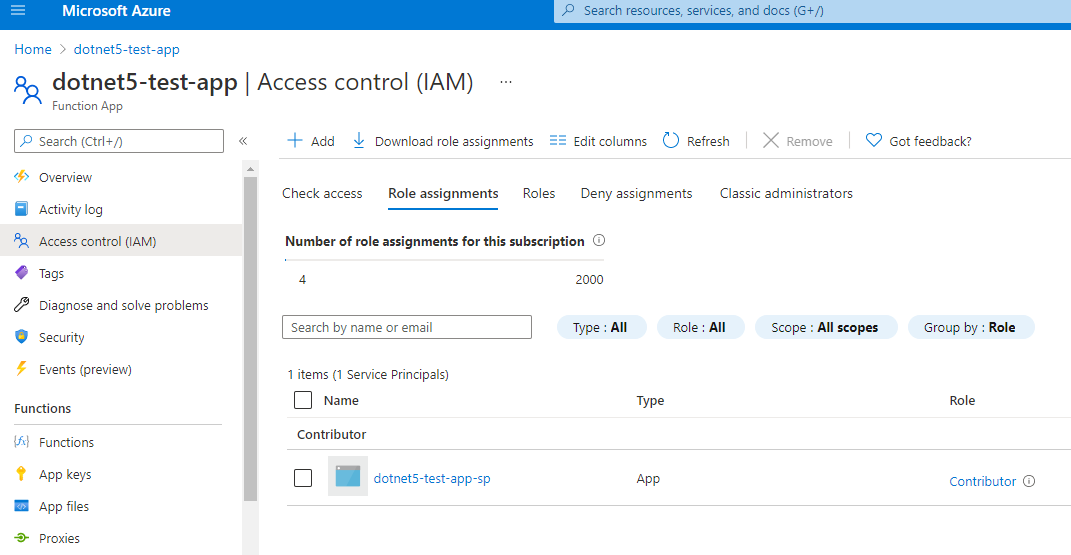 Microsoft Azure
Search resources, services, and docs (G+/)
Home > dotnet5-test-app
dotnet5-test-app | Access control (IAM) ...
Function App
Search (Ctrl+/)
«
Overview
Activity log
Access control (IAM)
Tags
Diagnose and solve problems
Security
Events (preview)
Functions
Functions
App keys
App files
Proxies
Add
Download role assignments
Edit columns
Refresh
Remove
Got feedback?
Check access
Role assignments
Roles
Deny assignments
Classic administrators
Number of role assignments for this subscription
4
2000
Search by name or email
Type : All
Role : All
Scope : All scopes
Group by : Role
1 items (1 Service Principals)
Name
Type
Role
Contributor
dotnet5-test-app-sp
App
Contributor